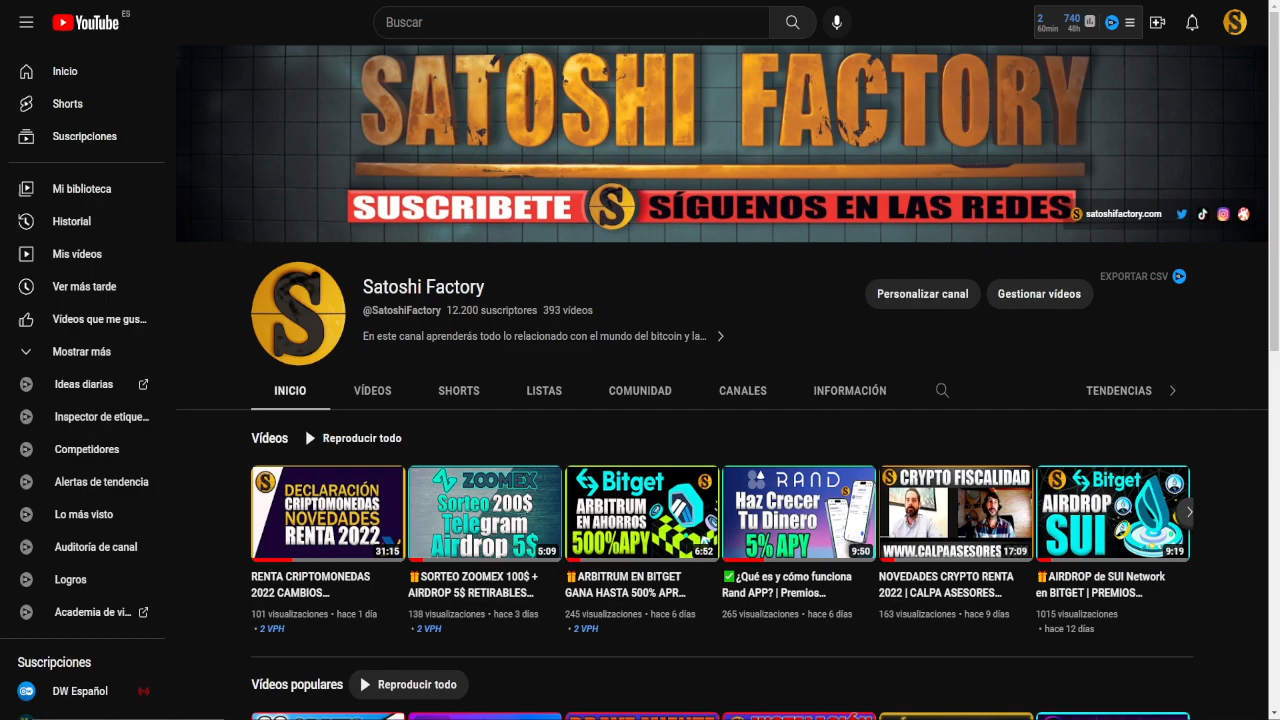 YouTube ES
Buscar
2 740
60min 48h
Inicio
Shorts
Suscripciones
Mi biblioteca
Historial
Mis vídeos
Ver más tarde
Vídeos que me gus...
Mostrar más
Ideas diarias
Inspector de etique...
Competidores
Alertas de tendencia
Lo más visto
Auditoría de canal
Logros
Academia de vi...
Suscripciones
DW Español
SATOSHI FACTORY
SUSCRIBETE S SÍGUENOS EN LAS REDES
satoshifactory.com
Satoshi Factory
@SatoshiFactory 12.200 suscriptores 393 vídeos
En este canal aprenderás todo lo relacionado con el mundo del bitcoin y la...
EXPORTAR CSV
Personalizar canal
Gestionar vídeos
INICIO VÍDEOS SHORTS LISTAS COMUNIDAD CANALES INFORMACIÓN TENDENCIAS
Vídeos Reproducir todo
DECLARACIÓN
CRIPTOMONEDAS
NOVEDADES
RENTA 2022
31:15
RENTA CRIPTOMONEDAS
2022 CAMBIOS...
101 visualizaciones • hace 1 día
• 2 VPH
ZOOMEX
Sorteo 200$
Telegram
Airdrop 5$
5:09
SORTEO ZOOMEX 100$ +
AIRDROP 5$ RETIRABLES...
138 visualizaciones • hace 3 días
• 2 VPH
Bitget
ARBITRUM
EN AHORROS
500%APY
6:52
ARBITRUM EN BITGET
GANA HASTA 500% APR...
245 visualizaciones • hace 6 días
• 2 VPH
RAND
Haz Crecer
Tu Dinero
5% APY
9:50
¿Qué es y cómo funciona
Rand APP? | Premios...
265 visualizaciones • hace 6 días
CRYPTO FISCALIDAD
WWW.CALPAASESORES
17:09
NOVEDADES CRYPTO RENTA
2022 | CALPA ASESORES...
163 visualizaciones • hace 9 días
Bitget
AIRDROP
SUI
9:19
AIRDROP de SUI Network
en BITGET | PREMIOS...
1015 visualizaciones
• hace 12 días
Vídeos populares Reproducir todo